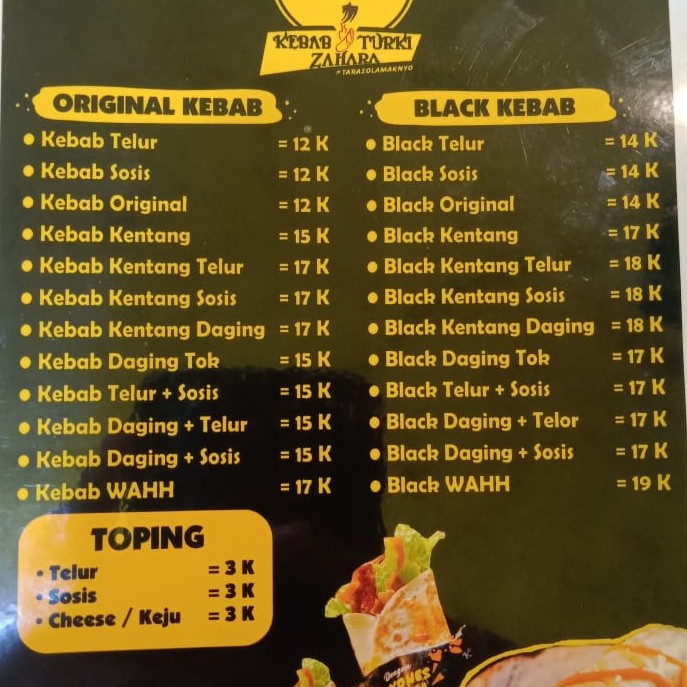 KEBAB TURKI
ZAHARA
#TARASOLAMAKNYO
ORIGINAL KEBAB
• Kebab Telur = 12 K
• Kebab Sosis = 12 K
• Kebab Original = 12 K
• Kebab Kentang = 15 K
• Kebab Kentang Telur = 17 K
• Kebab Kentang Sosis = 17 K
• Kebab Kentang Daging = 17 K
• Kebab Daging Tok = 15 K
• Kebab Telur + Sosis = 15 K
• Kebab Daging + Telur = 15 K
• Kebab Daging + Sosis = 15 K
• Kebab WAHH = 17 K
BLACK KEBAB
• Black Telur = 14 K
• Black Sosis = 14 K
• Black Original = 14 K
• Black Kentang = 17 K
• Black Kentang Telur = 18 K
• Black Kentang Sosis = 18 K
• Black Kentang Daging = 18 K
• Black Daging Tok = 17 K
• Black Telur + Sosis = 17 K
• Black Daging + Telor = 17 K
• Black Daging + Sosis = 17 K
• Black WAHH = 19 K
TOPING
• Telur = 3 K
• Sosis = 3 K
• Cheese / Keju = 3 K
Dengan